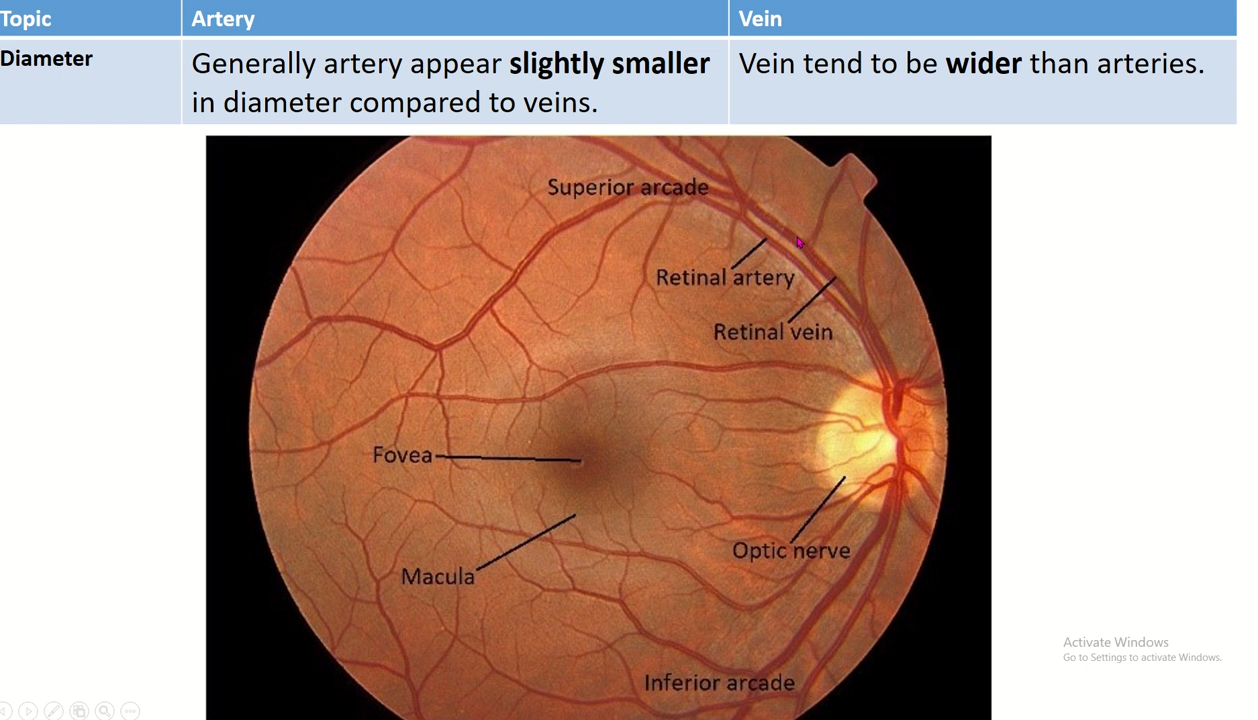 Topic Artery Vein
Diameter Generally artery appear slightly smaller Vein tend to be wider than arteries.
in diameter compared to veins.
Superior arcade
Retinal artery
Retinal vein
Fovea
Optic nerve
Macula
Activate Windows
Go to Settings to activate Windows.
Inferior arcade